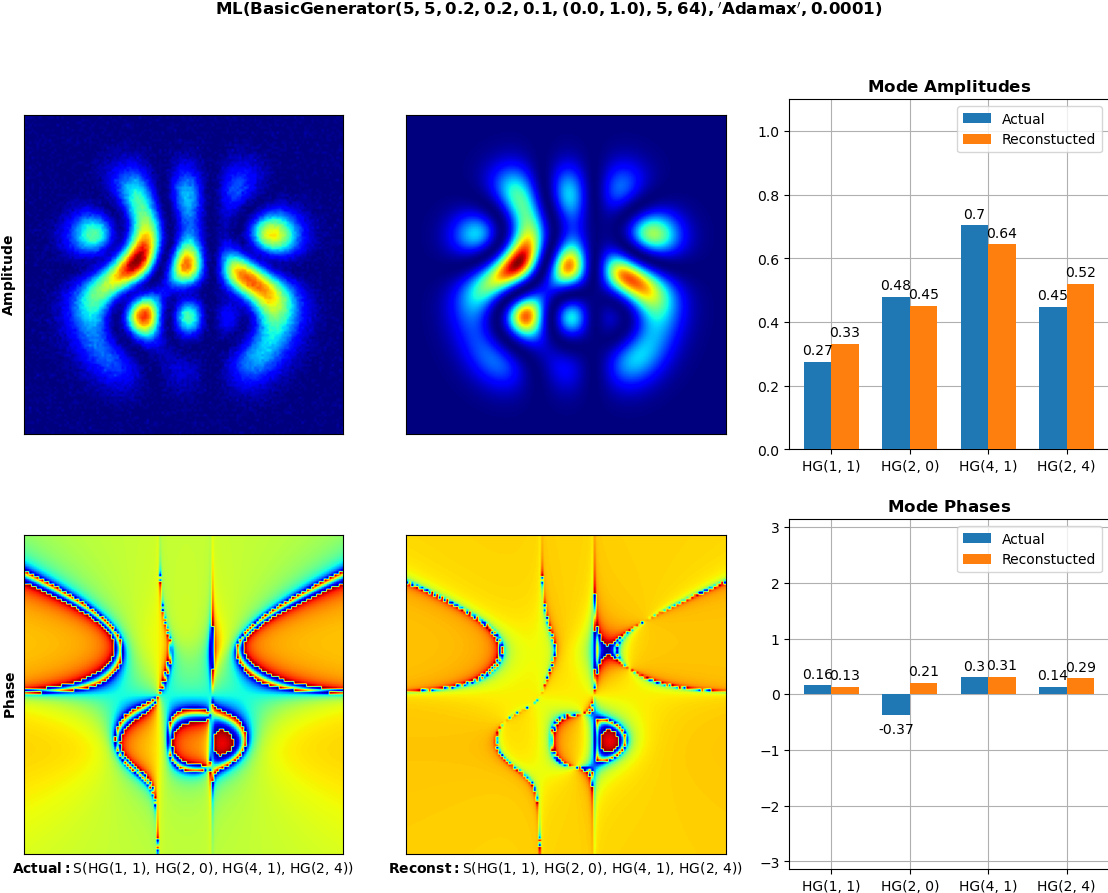 ML(BasicGenerator(5, 5, 0.2, 0.2, 0.1, (0.0, 1.0), 5, 64), ′Adamax′, 0.0001)
Amplitude
Mode Amplitudes
Actual
Reconstucted
1.0
0.8
0.6
0.4
0.2
0.0
0.27
0.33
0.48
0.45
0.7
0.64
0.45
0.52
HG(1, 1) HG(2, 0) HG(4, 1) HG(2, 4)
Phase
Actual: S(HG(1, 1), HG(2, 0), HG(4, 1), HG(2, 4))
Reconst: S(HG(1, 1), HG(2, 0), HG(4, 1), HG(2, 4))
Mode Phases
Actual
Reconstucted
3
2
1
0
−1
−2
−3
0.16
0.13
-0.37
0.21
0.3
0.31
0.14
0.29
HG(1, 1) HG(2, 0) HG(4, 1) HG(2, 4)